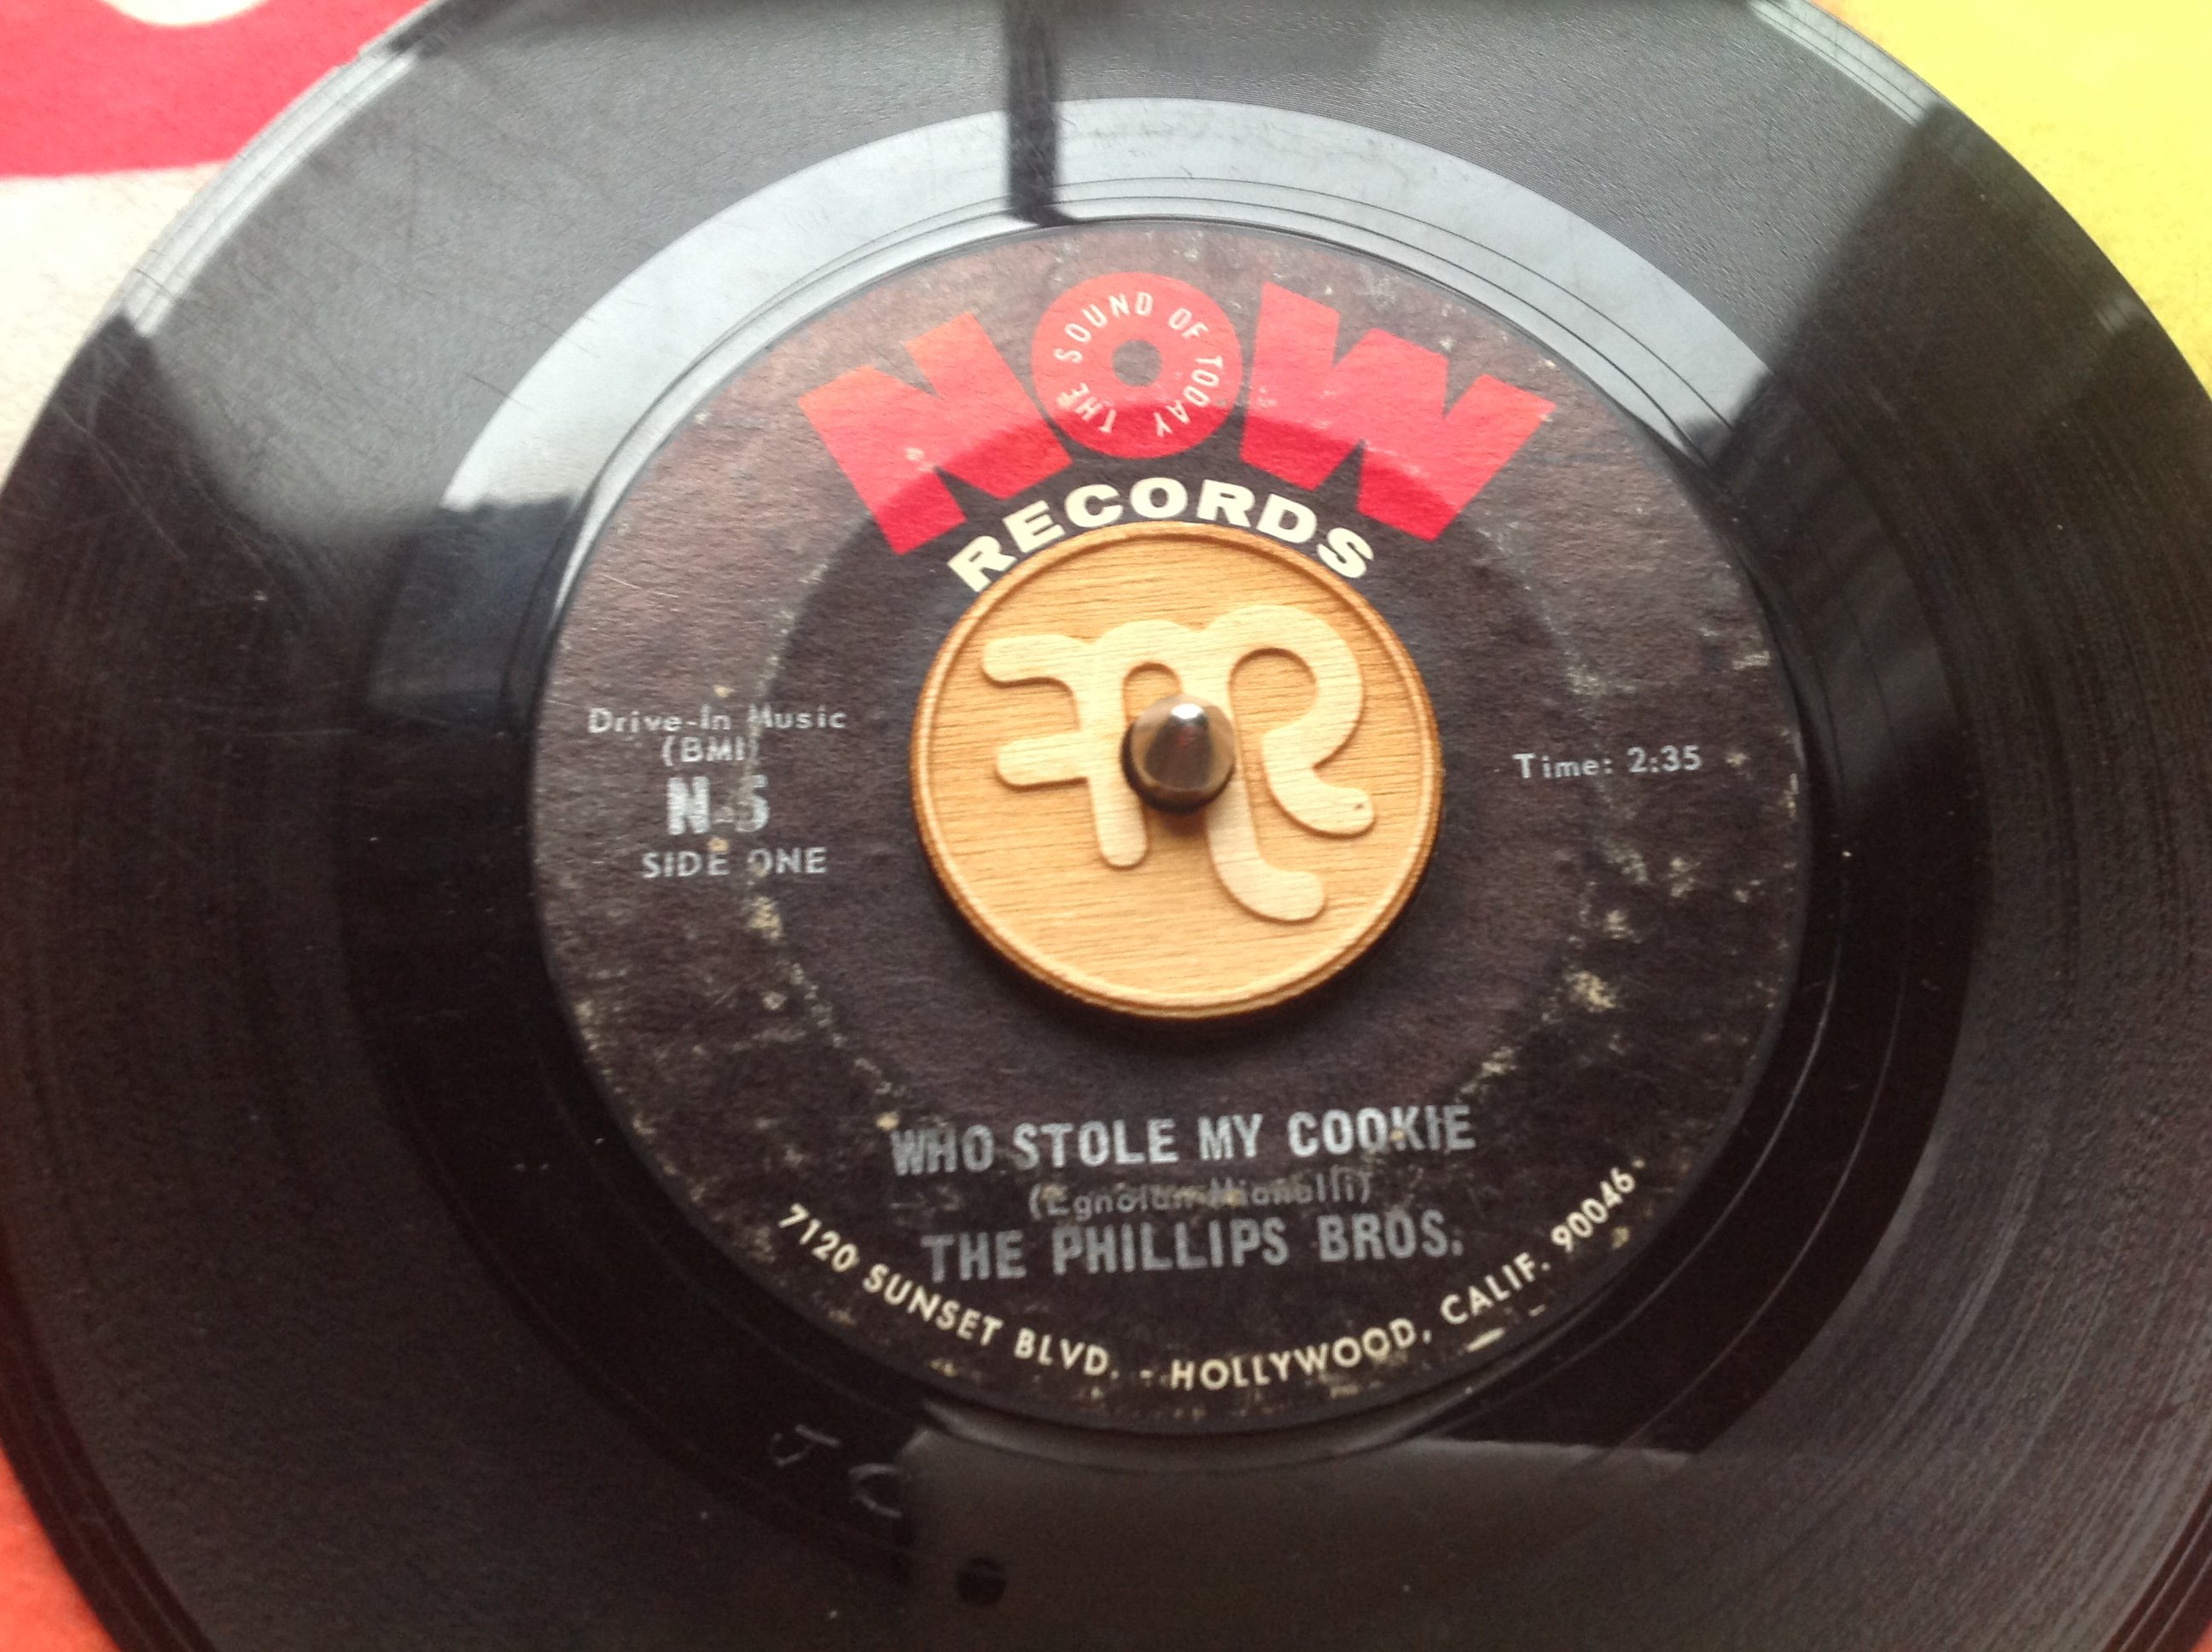 NOW
THE SOUND OF TODAY
RECORDS
Drive-In Music
(BMI)
N-5
SIDE ONE
Time: 2:35
WHO STOLE MY COOKIE
THE PHILLIPS BROS.
7120 SUNSET BLVD. - HOLLYWOOD, CALIF. 90046